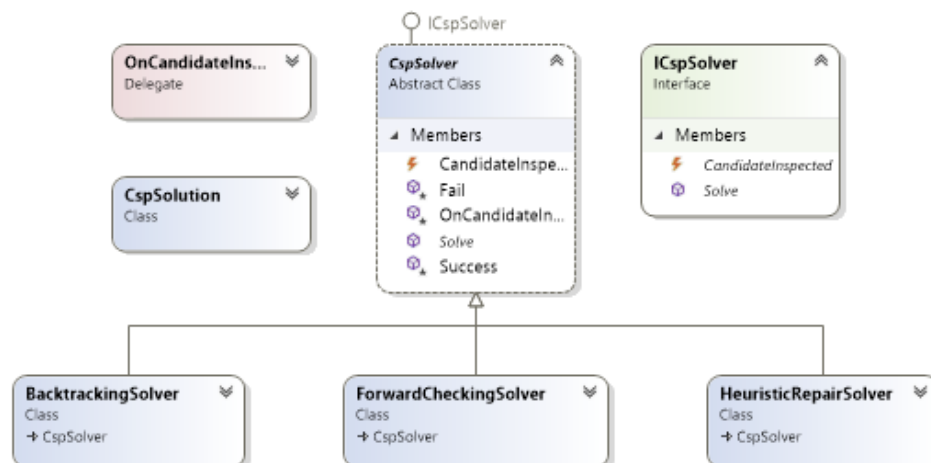 ICspSolver
OnCandidateIns...
Delegate
CspSolver
Abstract Class
Members
CandidateInspe...
Fail
OnCandidateIn...
Solve
Success
ICspSolver
Interface
Members
CandidateInspected
Solve
CspSolution
Class
BacktrackingSolver
Class
CspSolver
ForwardCheckingSolver
Class
CspSolver
HeuristicRepairSolver
Class
CspSolver